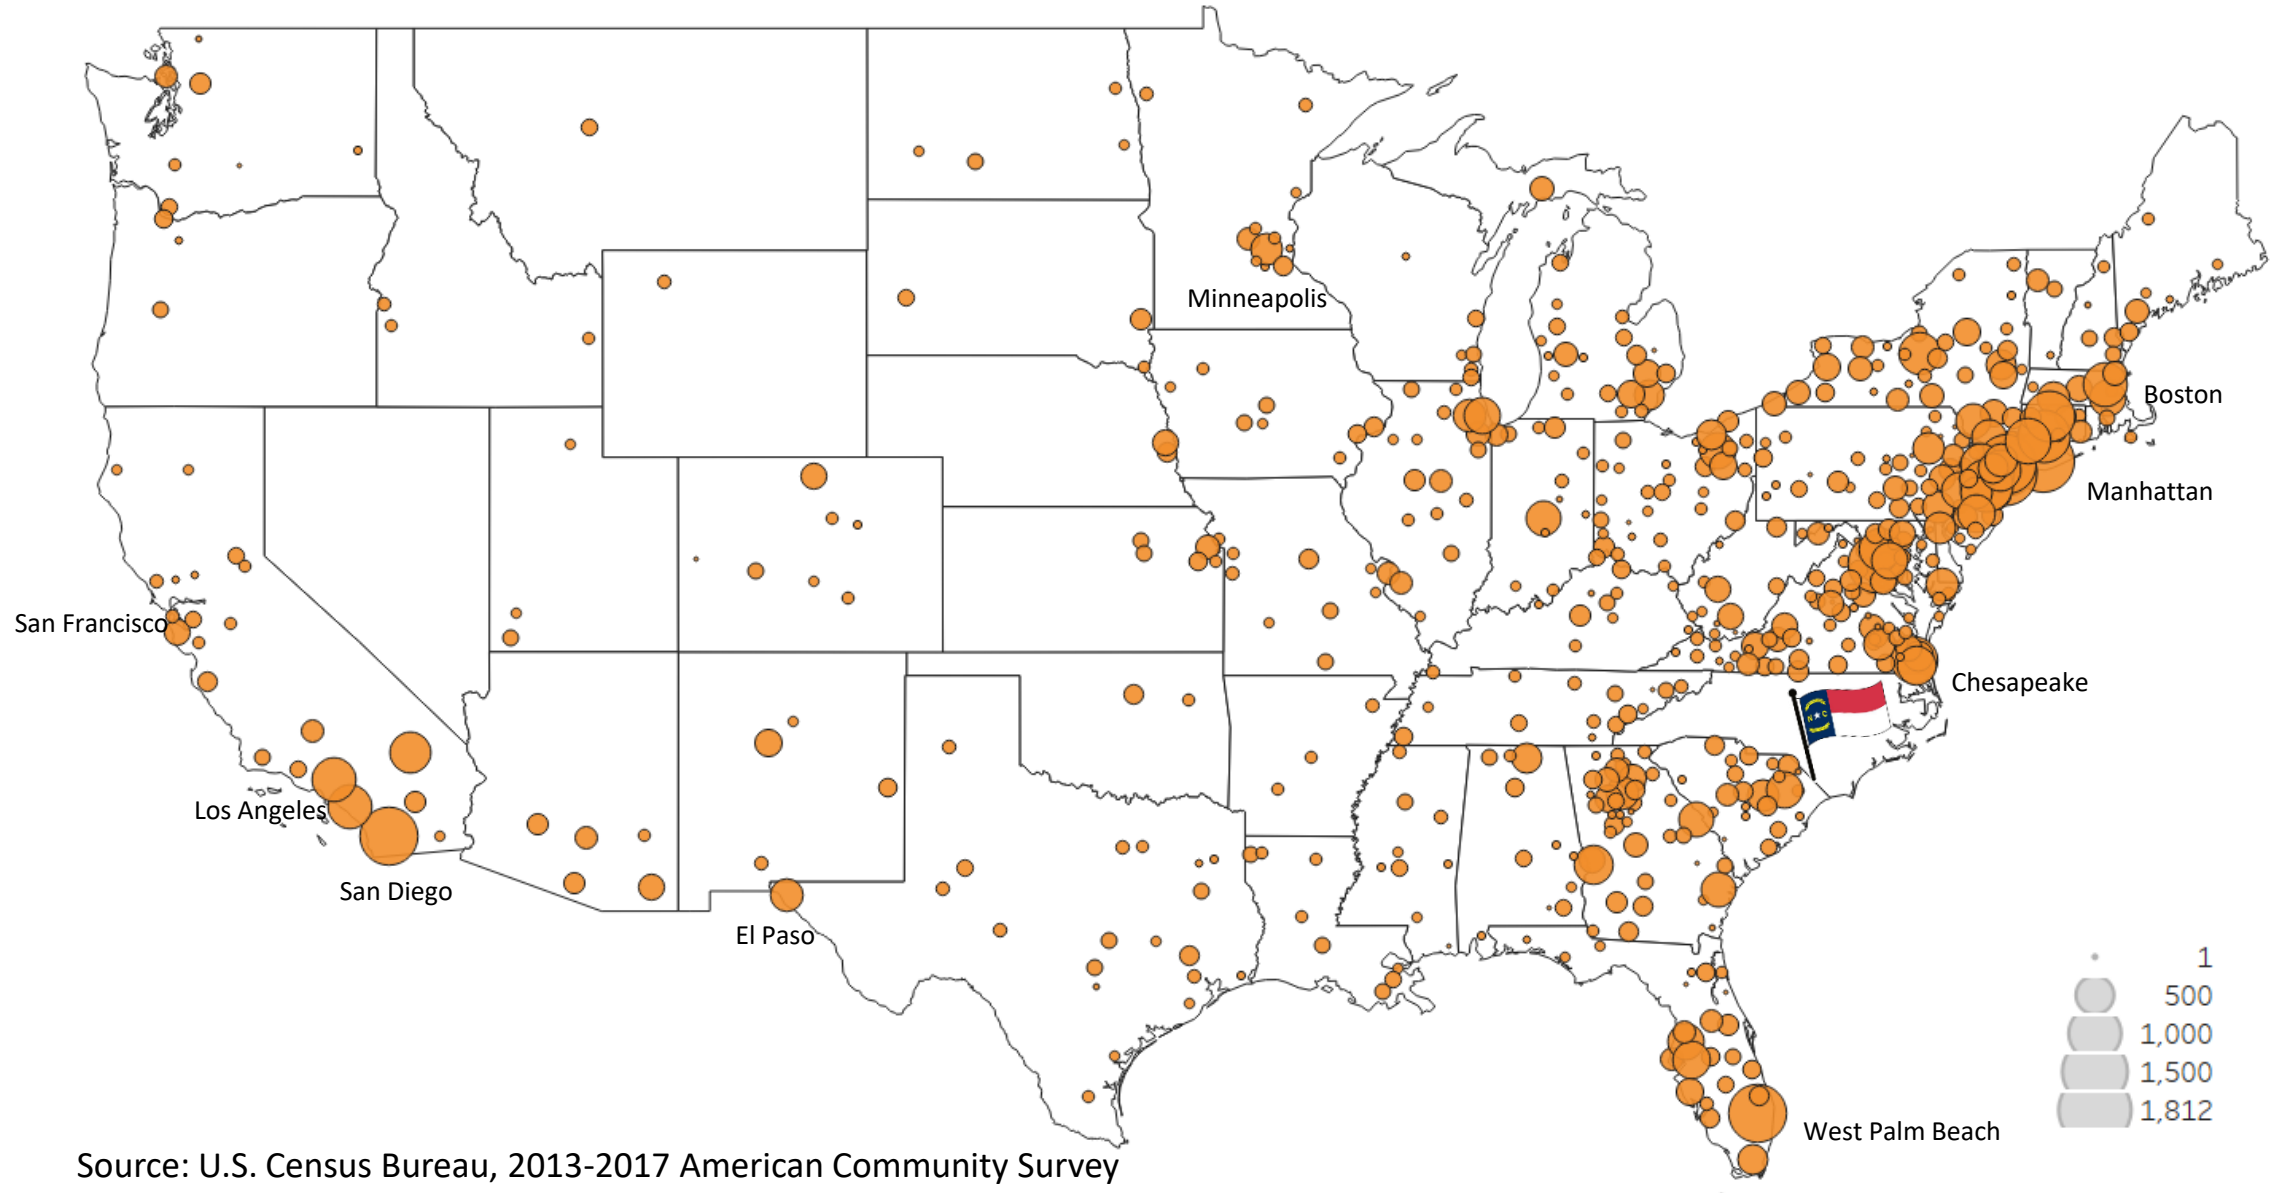 Minneapolis
Boston
Manhattan
San Francisco
Chesapeake
N★C
Los Angeles
San Diego
El Paso
1
500
1,000
1,500
1,812
West Palm Beach
Source: U.S. Census Bureau, 2013-2017 American Community Survey